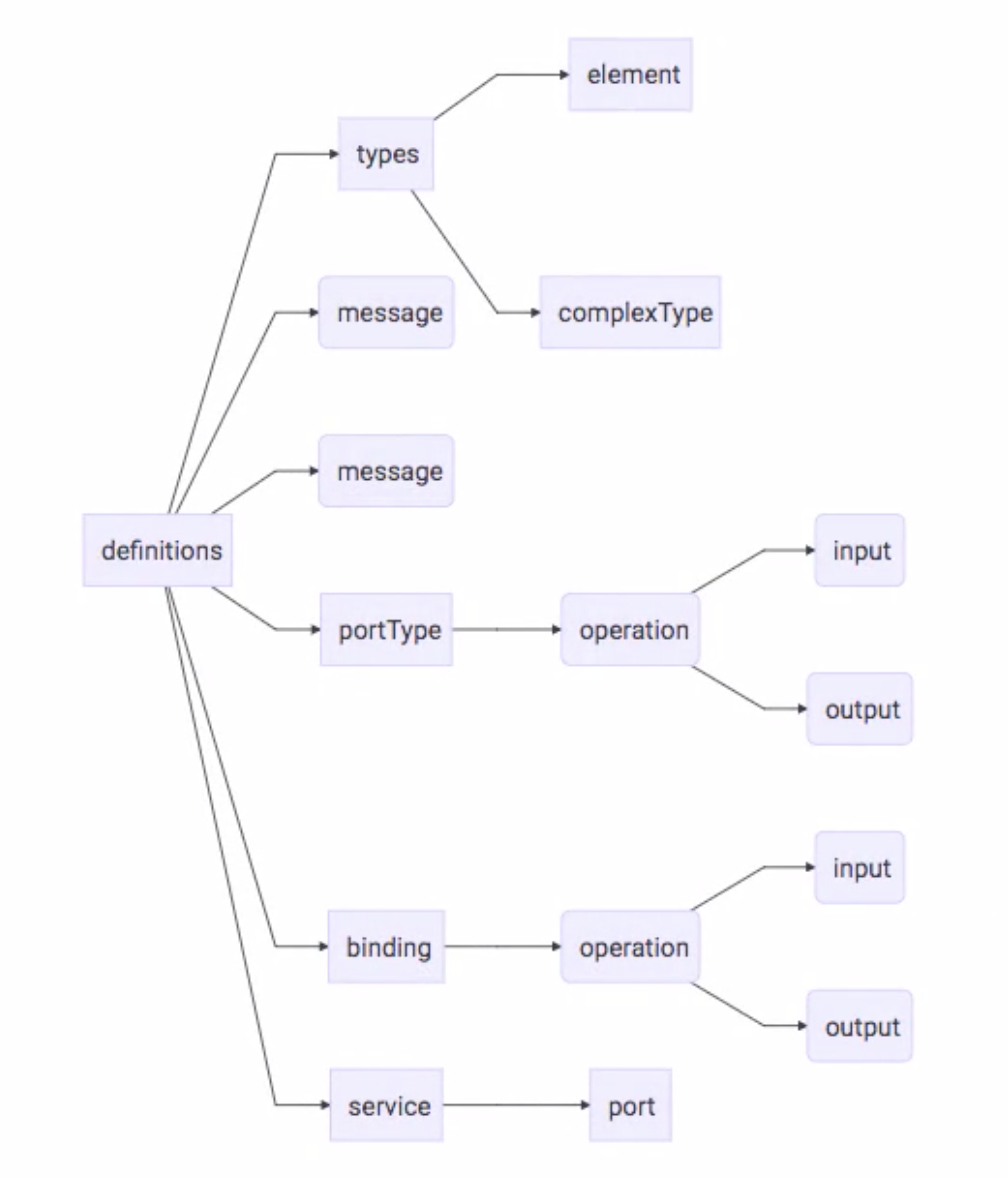 element
types
message
complexType
message
definitions
input
portType
operation
output
input
binding
operation
output
service
port